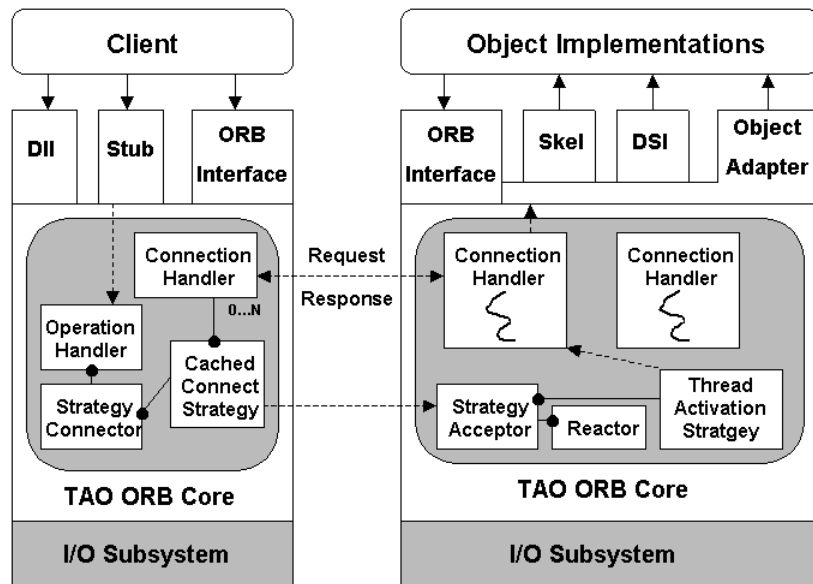 Client
DII
Stub
ORB
Interface
Connection
Handler
0...N
Operation
Handler
Cached
Connect
Strategy
Strategy
Connector
TAO ORB Core
I/O Subsystem
Request
Response
Object Implementations
ORB
Interface
Skel
DSI
Object
Adapter
Connection
Handler
Connection
Handler
Strategy
Acceptor
Reactor
Thread
Activation
Stratgey
TAO ORB Core
I/O Subsystem